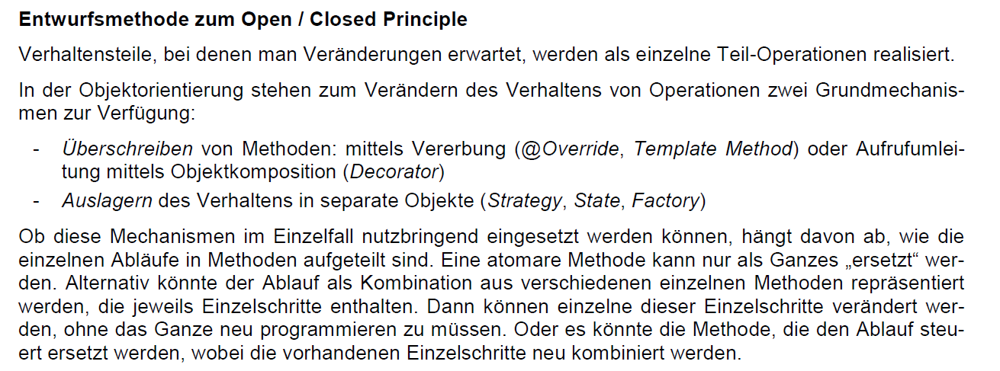 Entwurfsmethode zum Open / Closed Principle
Verhaltensteile, bei denen man Veränderungen erwartet, werden als einzelne Teil-Operationen realisiert.
In der Objektorientierung stehen zum Verändern des Verhaltens von Operationen zwei Grundmechanis-
men zur Verfügung:
- Überschreiben von Methoden: mittels Vererbung (@Override, Template Method) oder Aufrufumlei-
tung mittels Objektkomposition (Decorator)
- Auslagern des Verhaltens in separate Objekte (Strategy, State, Factory)
Ob diese Mechanismen im Einzelfall nutzbringend eingesetzt werden können, hängt davon ab, wie die
einzelnen Abläufe in Methoden aufgeteilt sind. Eine atomare Methode kann nur als Ganzes „ersetzt“ wer-
den. Alternativ könnte der Ablauf als Kombination aus verschiedenen einzelnen Methoden repräsentiert
werden, die jeweils Einzelschritte enthalten. Dann können einzelne dieser Einzelschritte verändert wer-
den, ohne das Ganze neu programmieren zu müssen. Oder es könnte die Methode, die den Ablauf steu-
ert ersetzt werden, wobei die vorhandenen Einzelschritte neu kombiniert werden.